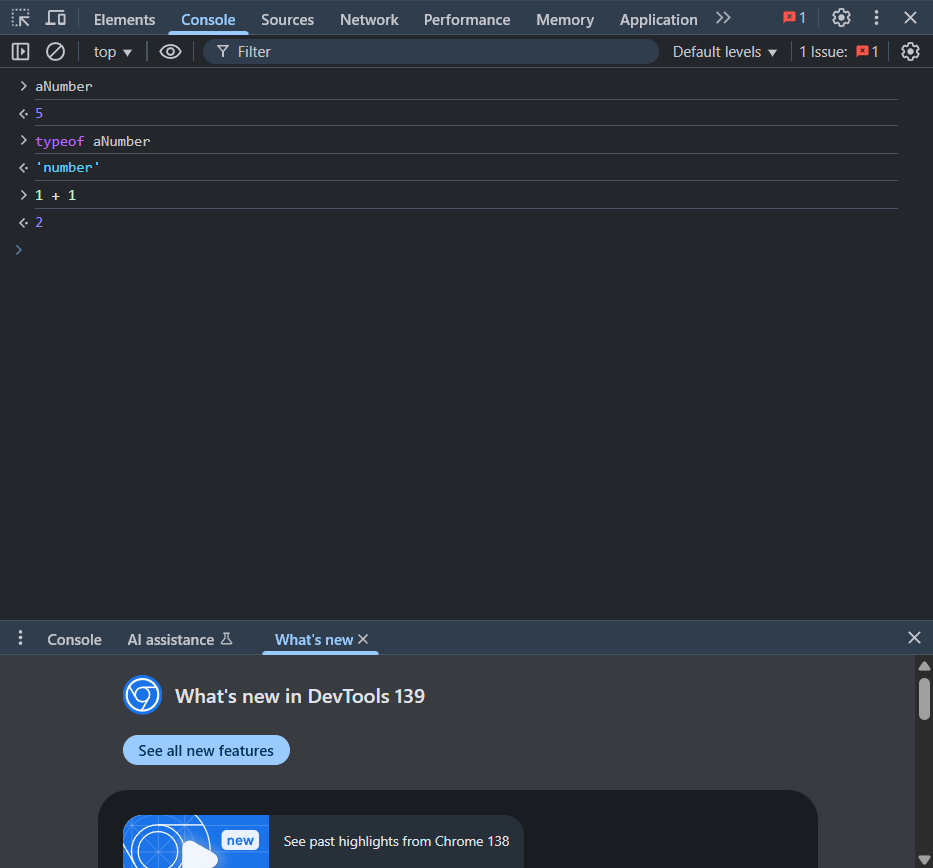 Elements Console Sources Network Performance Memory Application 1
top Filter Default levels 1 Issue: 1
aNumber
5
typeof aNumber
'number'
1 + 1
2
Console AI assistance What's new
What's new in DevTools 139
See all new features
new
See past highlights from Chrome 138